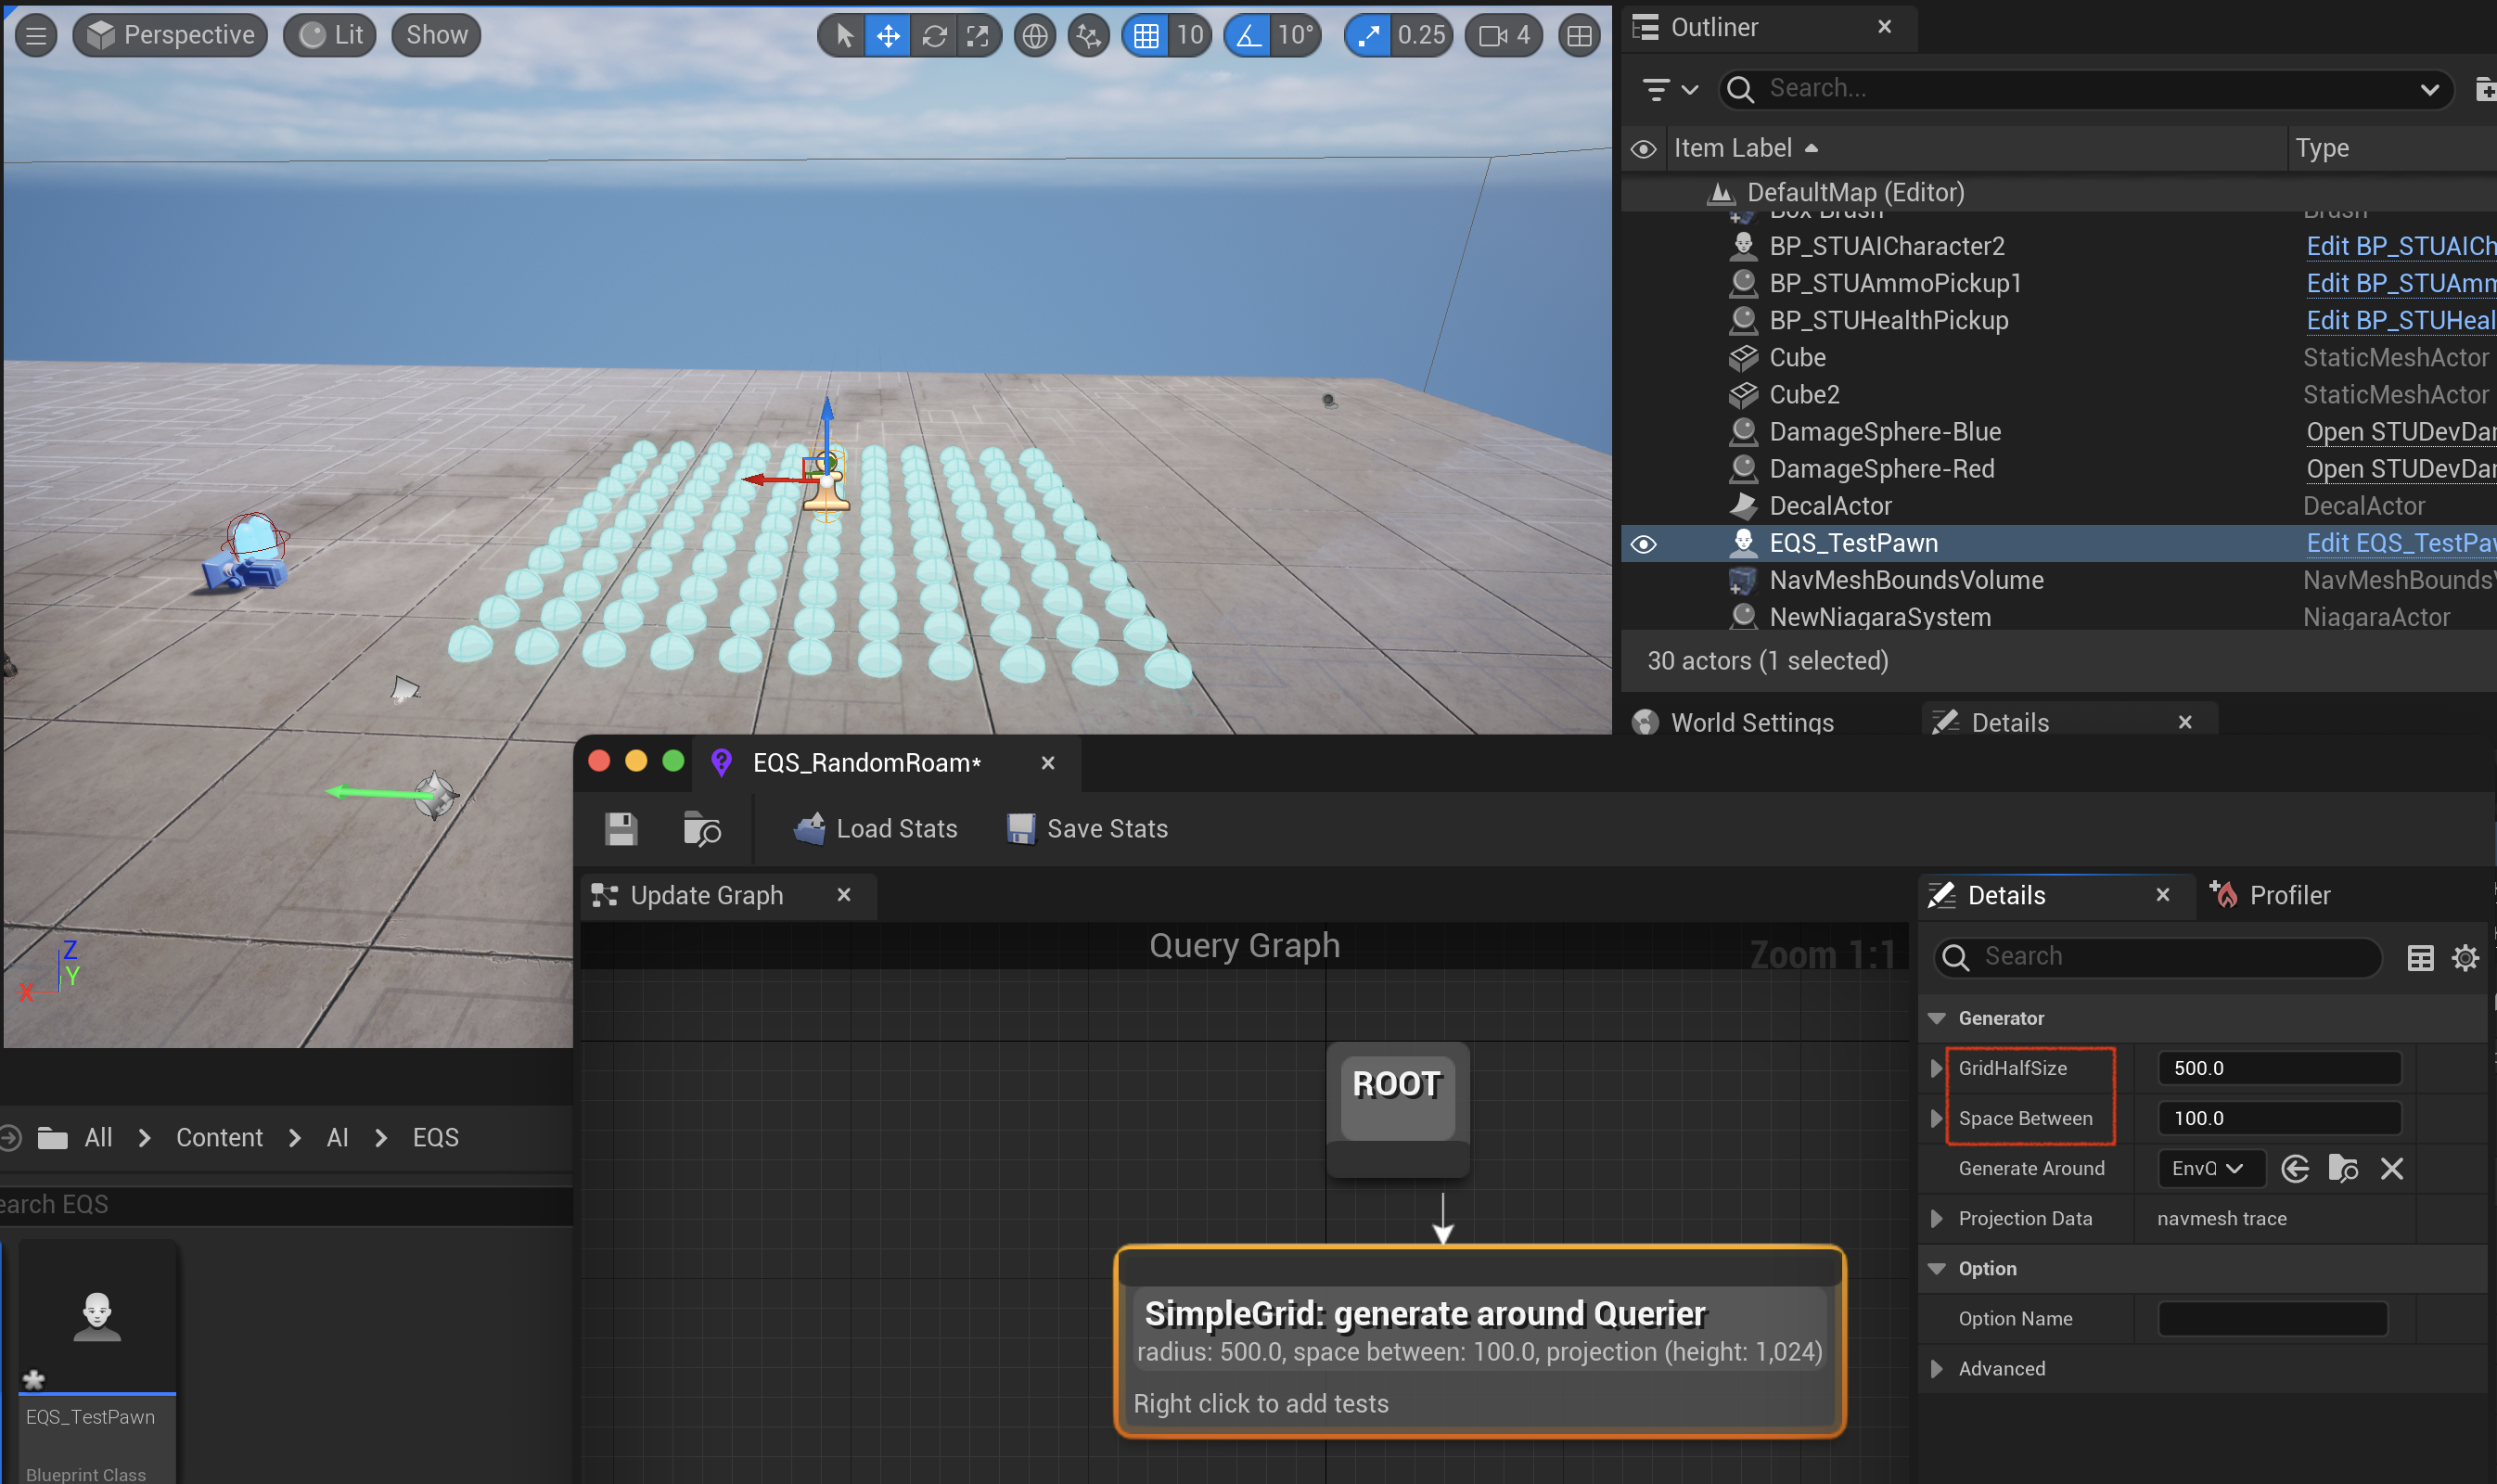 Perspective
Lit
Show
10
10°
0.25
4
Outliner
Search...
Item Label
Type
DefaultMap (Editor)
Box Brush
Brush
BP_STUAICharacter2
Edit BP_STUAICh
BP_STUAmmoPickup1
Edit BP_STUAmm
BP_STUHealthPickup
Edit BP_STUHeal
Cube
StaticMeshActor
Cube2
StaticMeshActor
DamageSphere-Blue
Open STUDevDar
DamageSphere-Red
Open STUDevDar
DecalActor
DecalActor
EQS_TestPawn
Edit EQS_TestPaw
NavMeshBoundsVolume
NavMeshBoundsV
NewNiagaraSystem
NiagaraActor
30 actors (1 selected)
World Settings
Details
EQS_RandomRoam*
Load Stats
Save Stats
Update Graph
Details
Profiler
Query Graph
Zoom 1:1
Search
Z
Y
X
Generator
ROOT
GridHalfSize
500.0
Space Between
100.0
All > Content > AI > EQS
Generate Around
EnvQ
earch EQS
Projection Data
navmesh trace
Option
SimpleGrid: generate around Querier
radius: 500.0, space between: 100.0, projection (height: 1,024)
Right click to add tests
Option Name
Advanced
EQS_TestPawn
Blueprint Class